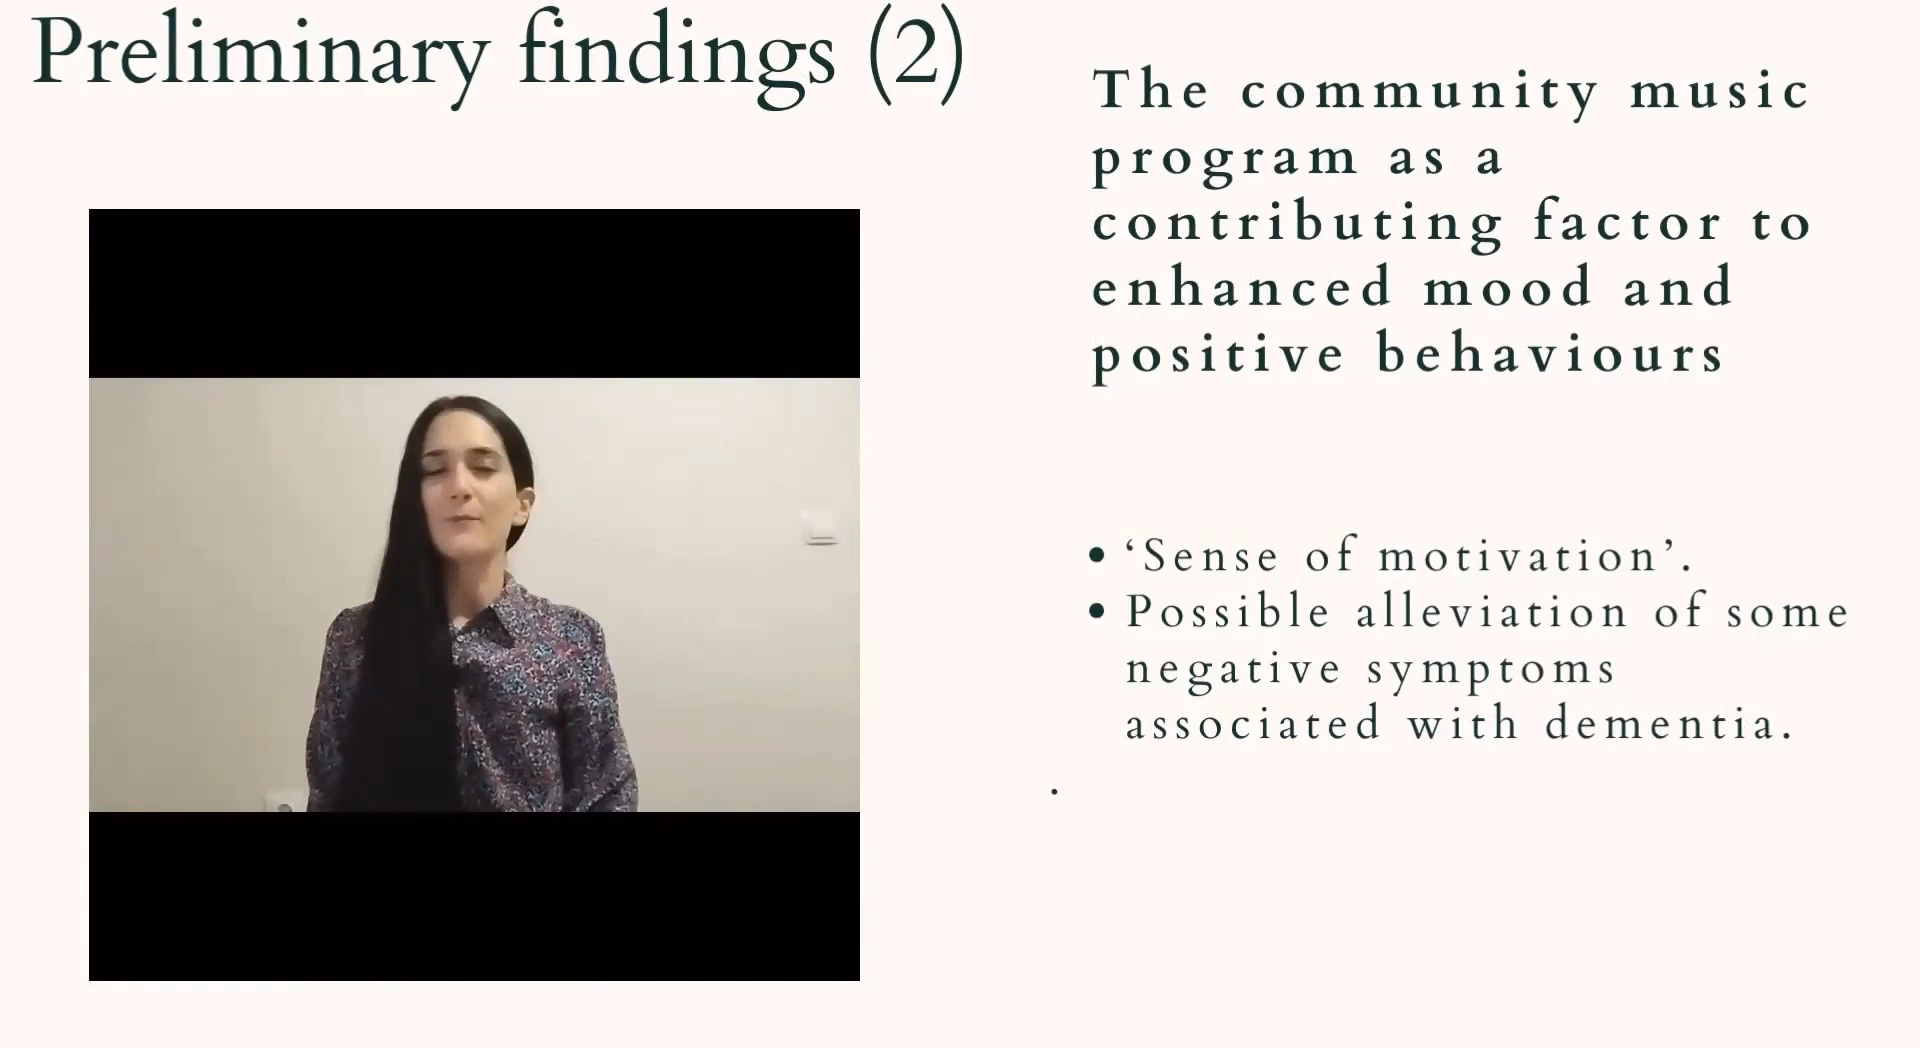 Preliminary findings (2)
The community music
program as a
contributing factor to
enhanced mood and
positive behaviours
• ‘Sense of motivation’.
• Possible alleviation of some
negative symptoms
associated with dementia.
.